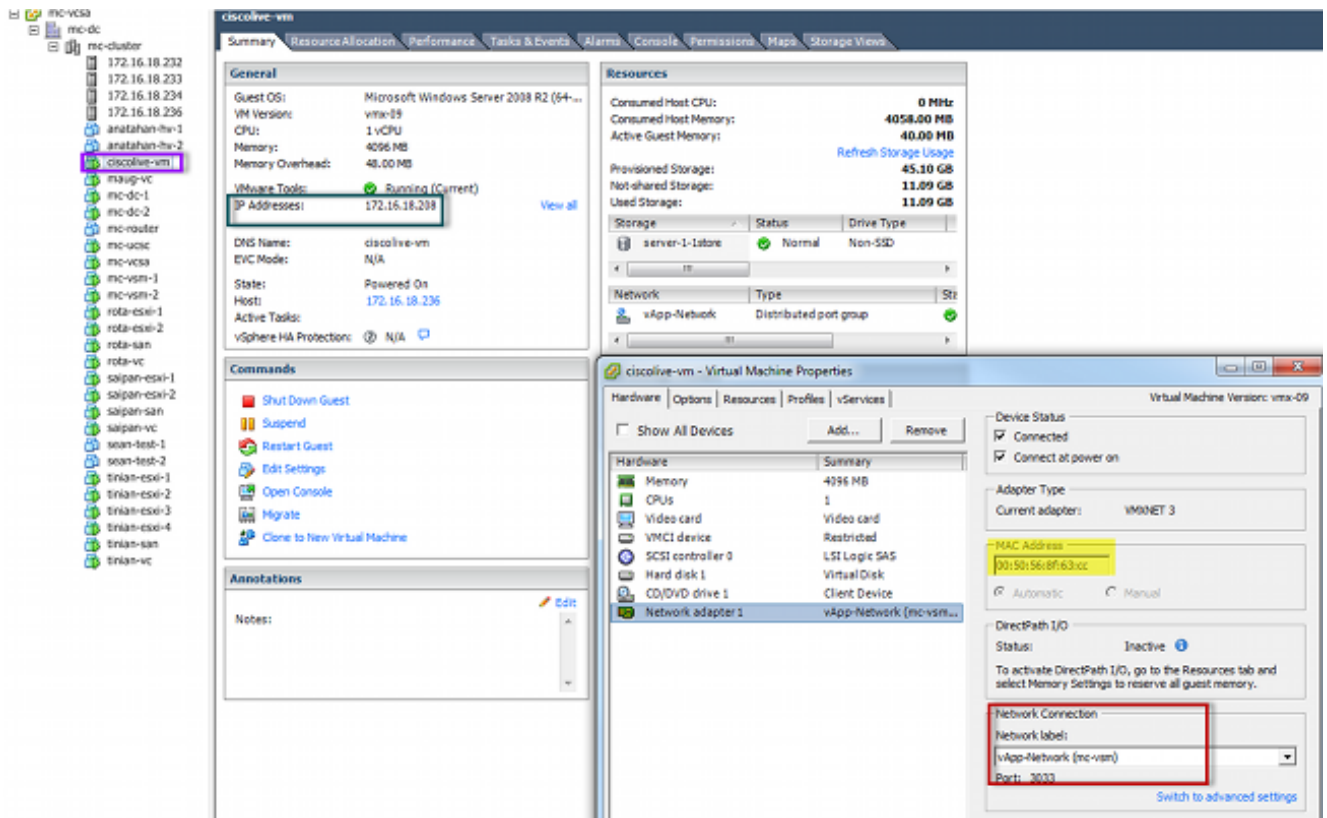 mc-vcsa
mc-dc
mc-cluster
172.16.18.232
172.16.18.233
172.16.18.234
172.16.18.236
anatahan-hv-1
anatahan-hv-2
ciscolive-vm
maug-vc
mc-dc-1
mc-dc-2
mc-router
mc-ucsc
mc-vcsa
mc-vsm-1
mc-vsm-2
rota-esxi-1
rota-esxi-2
rota-san
rota-vc
saipan-esxi-1
saipan-esxi-2
saipan-san
saipan-vc
sean-test-1
sean-test-2
tinian-esxi-1
tinian-esxi-2
tinian-esxi-3
tinian-esxi-4
tinian-san
tinian-vc
ciscolive-vm
Summary Resource Allocation Performance Tasks & Events Alarms Console Permissions Maps Storage Views
General
Guest OS: Microsoft Windows Server 2008 R2 (64-...
VM Version: vmx-09
CPU: 1 vCPU
Memory: 4096 MB
Memory Overhead: 48.00 MB
VMware Tools: Running (Current)
IP Addresses: 172.16.18.208 View all
DNS Name: ciscolive-vm
EVC Mode: N/A
State: Powered On
Host: 172.16.18.236
Active Tasks:
vSphere HA Protection: N/A
Commands
Shut Down Guest
Suspend
Restart Guest
Edit Settings
Open Console
Migrate
Clone to New Virtual Machine
Annotations
Edit
Notes:
Resources
Consumed Host CPU: 0 MHz
Consumed Host Memory: 4058.00 MB
Active Guest Memory: 40.00 MB
Refresh Storage Usage
Provisioned Storage: 45.10 GB
Not-shared Storage: 11.09 GB
Used Storage: 11.09 GB
Storage Status Drive Type
server-1-1store Normal Non-SSD
Network Type Sta
vApp-Network Distributed port group
ciscolive-vm - Virtual Machine Properties
Hardware Options Resources Profiles vServices Virtual Machine Version: vmx-09
Show All Devices Add... Remove
Hardware Summary
Memory 4096 MB
CPUs 1
Video card Video card
VMCI device Restricted
SCSI controller 0 LSI Logic SAS
Hard disk 1 Virtual Disk
CD/DVD drive 1 Client Device
Network adapter 1 vApp-Network (mc-vsm...
Device Status
Connected
Connect at power on
Adapter Type
Current adapter: VMXNET 3
MAC Address
00:50:56:8f:63:cc
Automatic Manual
DirectPath I/O
Status: Inactive
To activate DirectPath I/O, go to the Resources tab and
select Memory Settings to reserve all guest memory.
Network Connection
Network label:
vApp-Network (mc-vsm)
Port: 3033
Switch to advanced settings